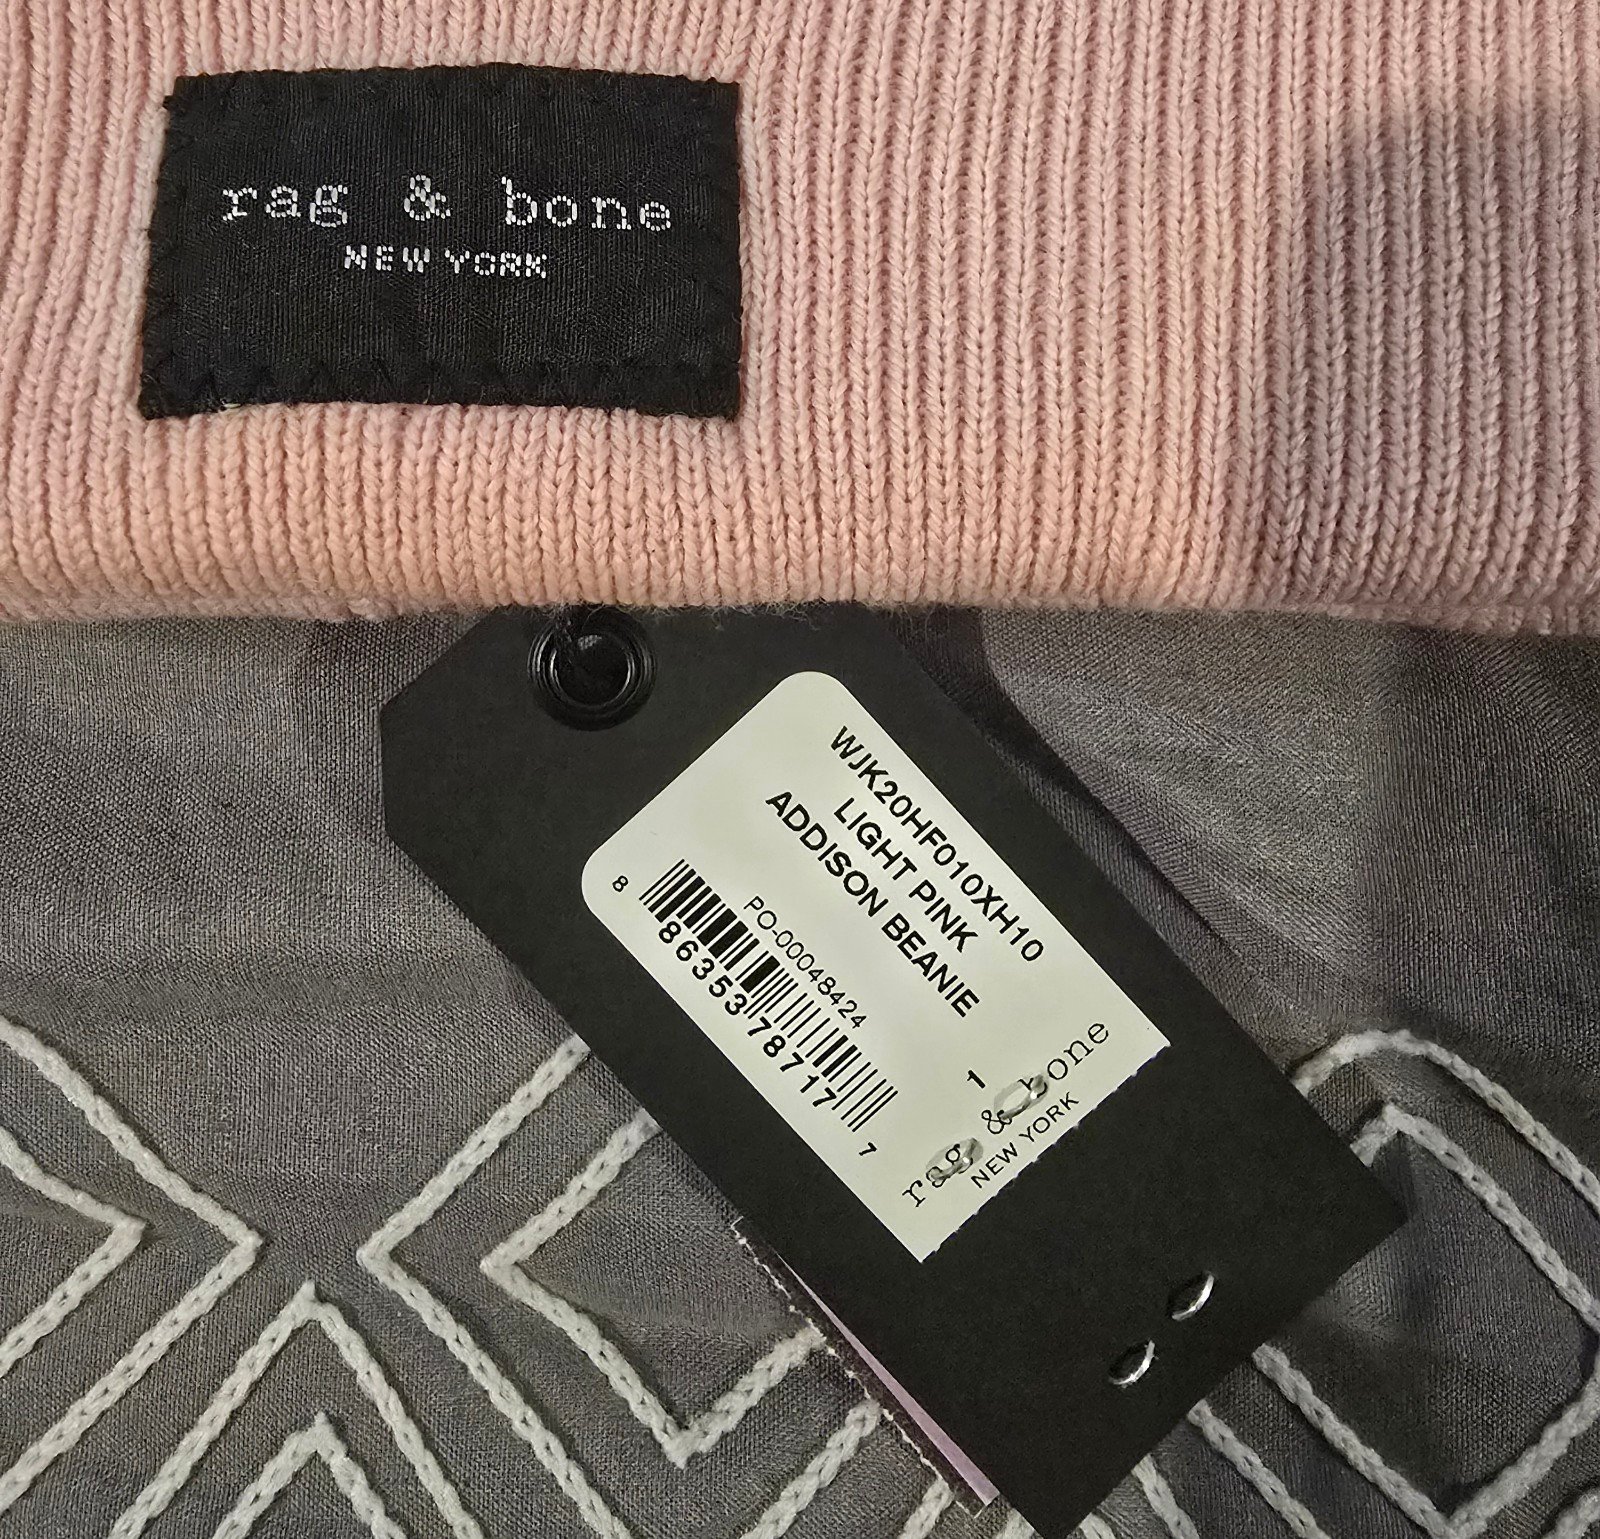 rag & bone
NEW YORK
WJK20HF010XH10
LIGHT PINK
ADDISON BEANIE
PO-00048424
8 86353 78717 7
1
rag & bone
NEW YORK